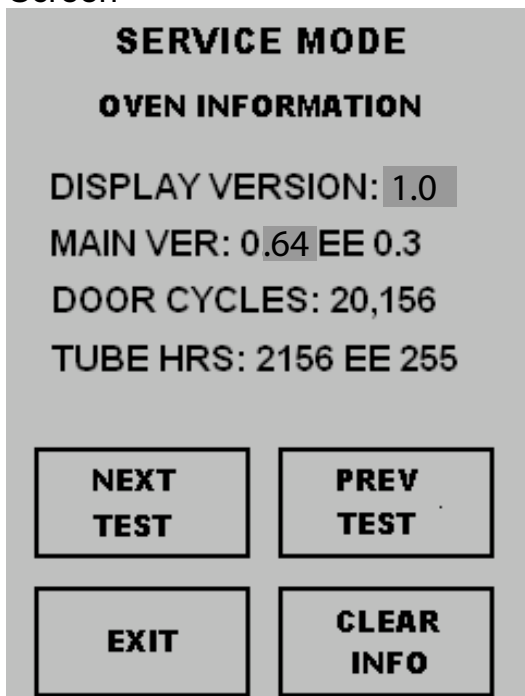 SERVICE MODE
OVEN INFORMATION
DISPLAY VERSION: 1.0
MAIN VER: 0.64 EE 0.3
DOOR CYCLES: 20,156
TUBE HRS: 2156 EE 255
NEXT
TEST
PREV
TEST
EXIT
CLEAR
INFO